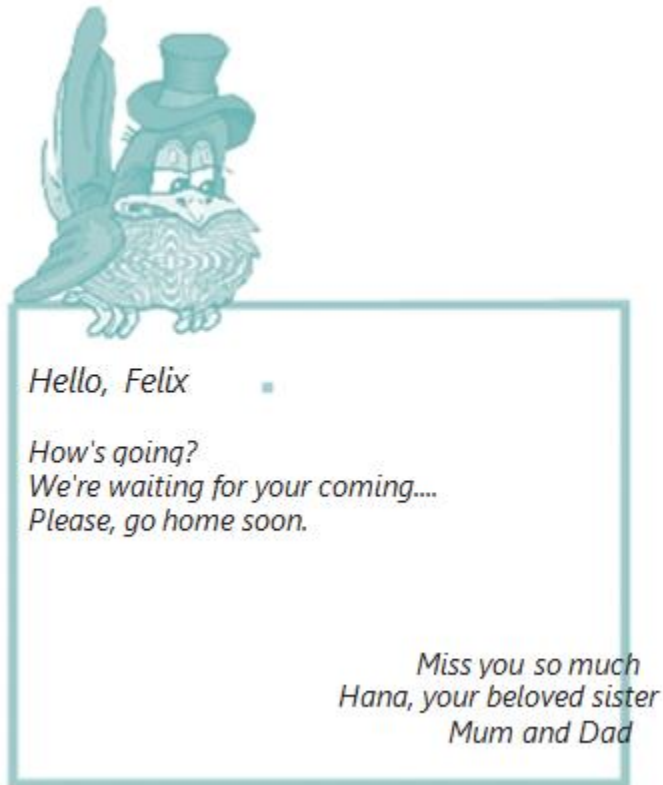 Hello, Felix
How's going?
We're waiting for your coming....
Please, go home soon.
Miss you so much
Hana, your beloved sister
Mum and Dad